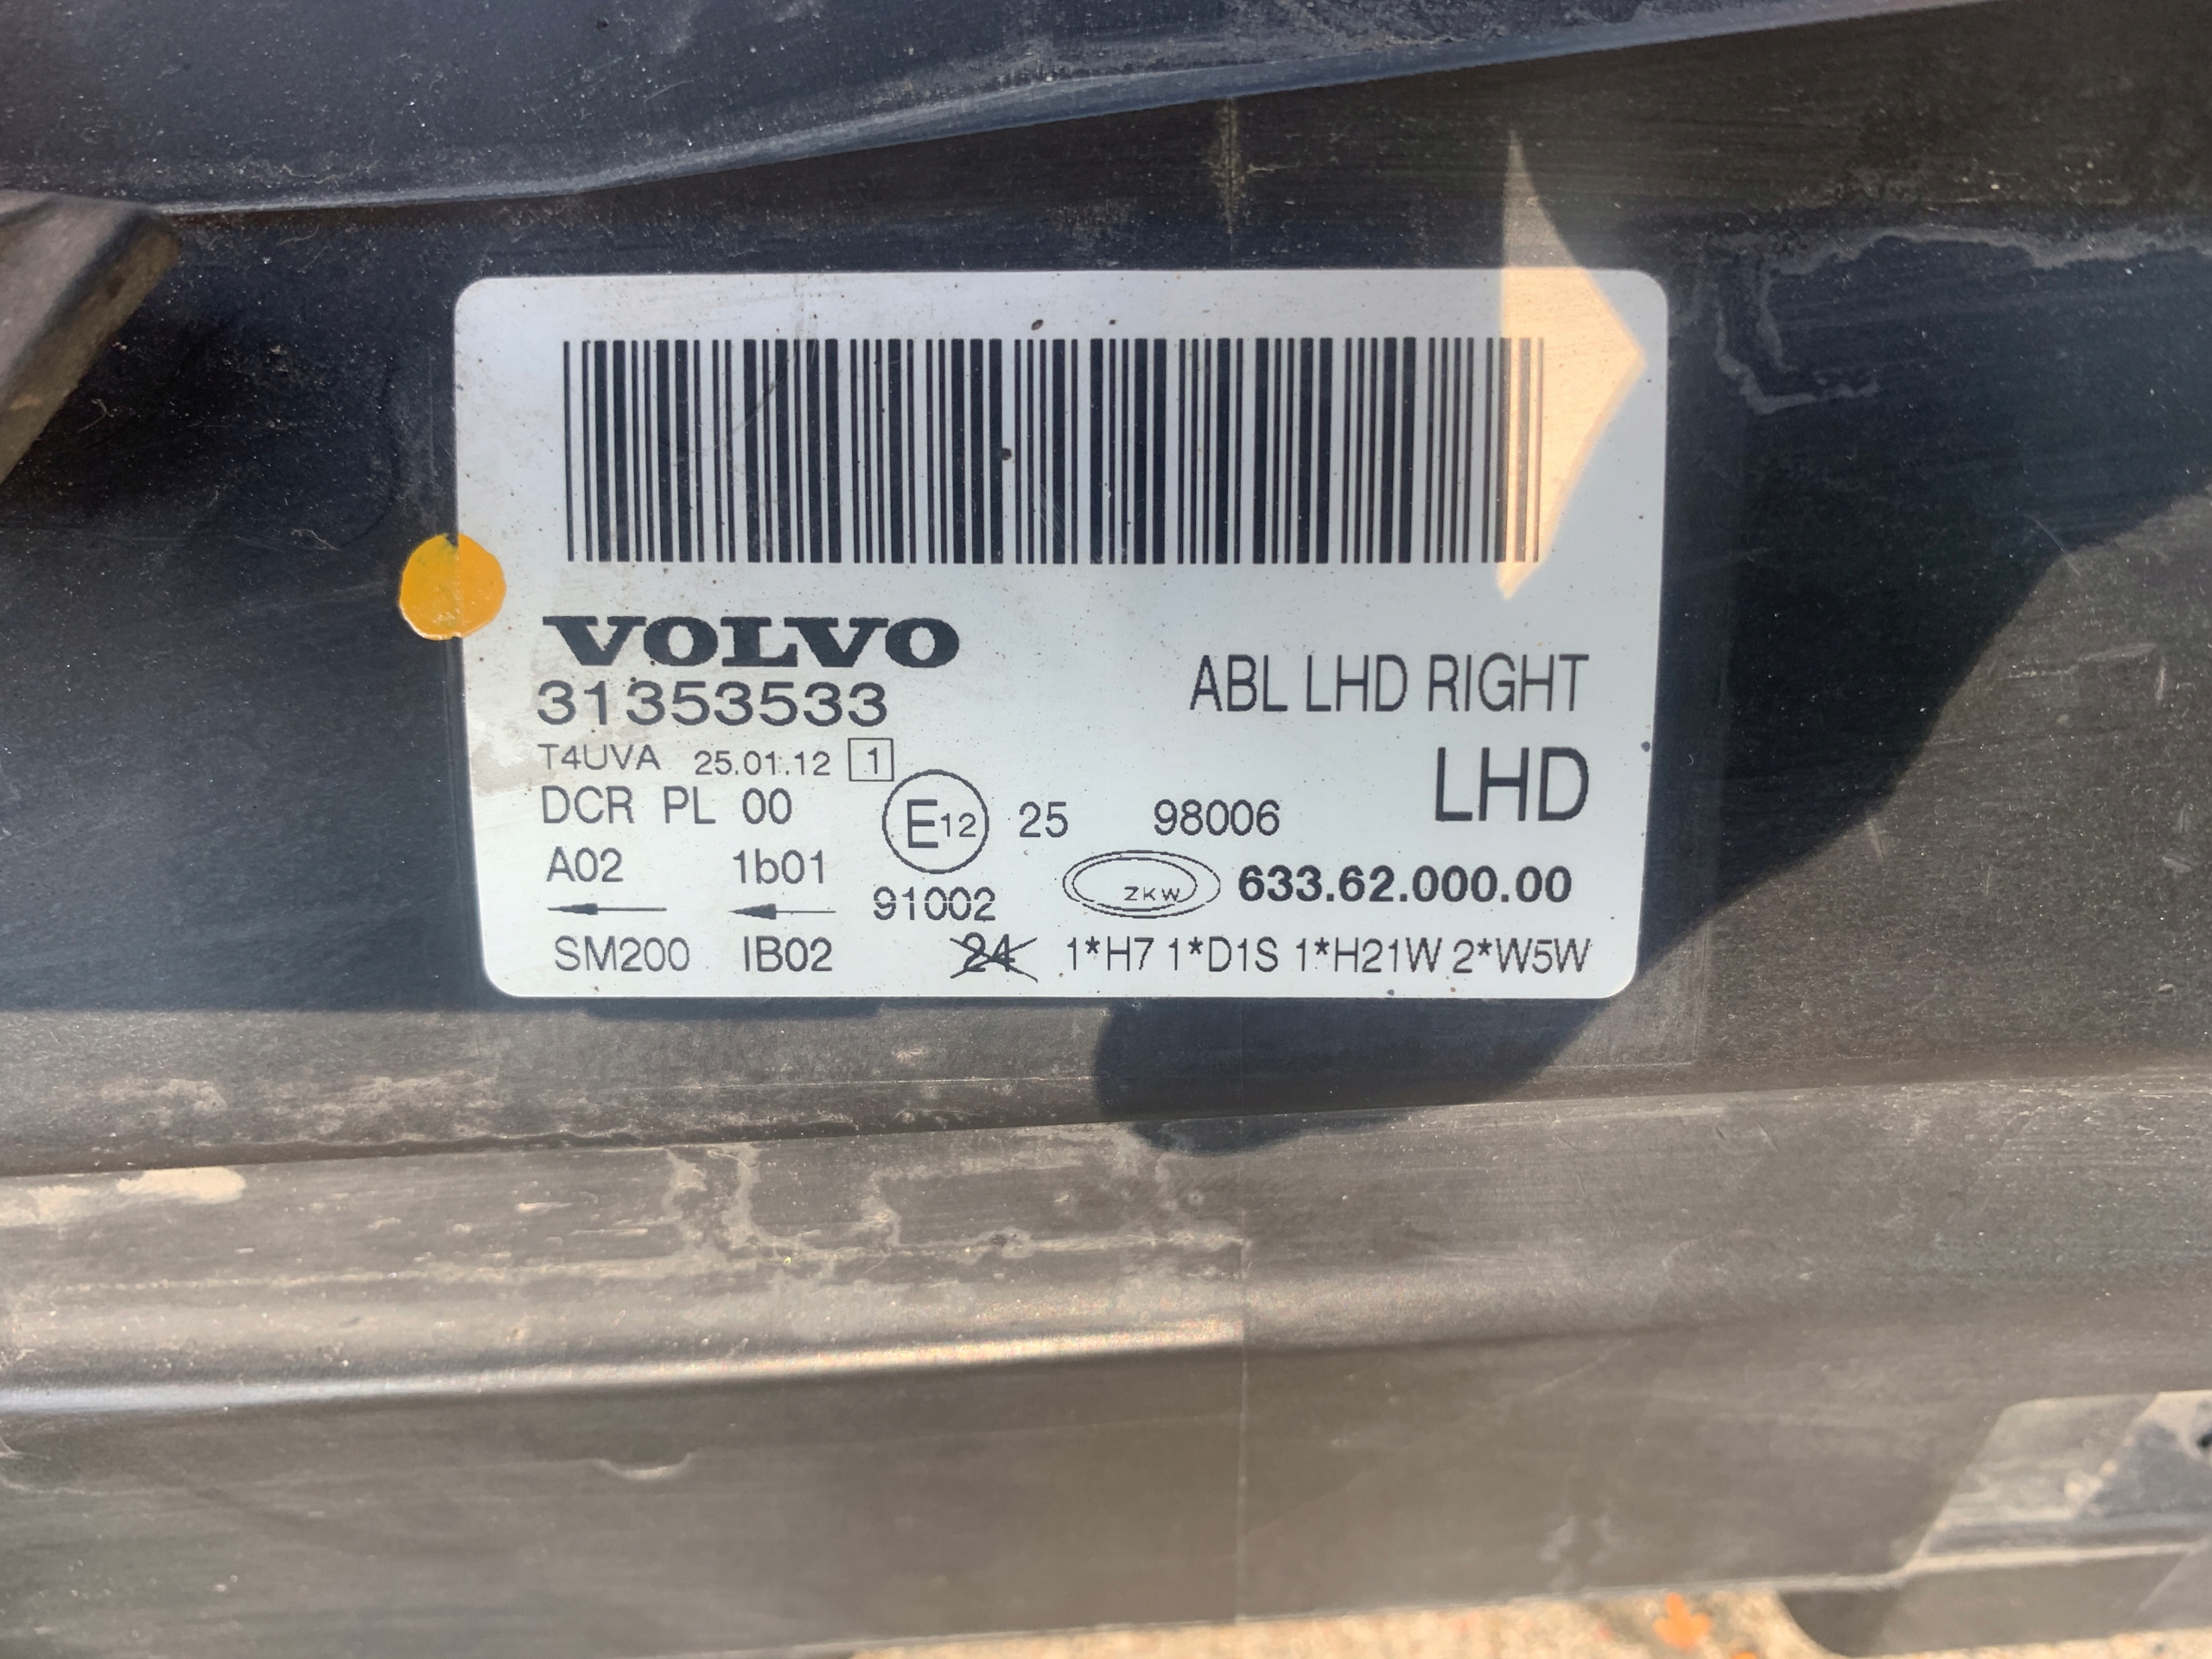 VOLVO
31353533
ABL LHD RIGHT
T4UVA 25.01.12 1
LHD
DCR PL 00 E12 25 98006
A02 1b01 91002 ZKW 633.62.000.00
SM200 IB02 24 1*H7 1*D1S 1*H21W 2*W5W